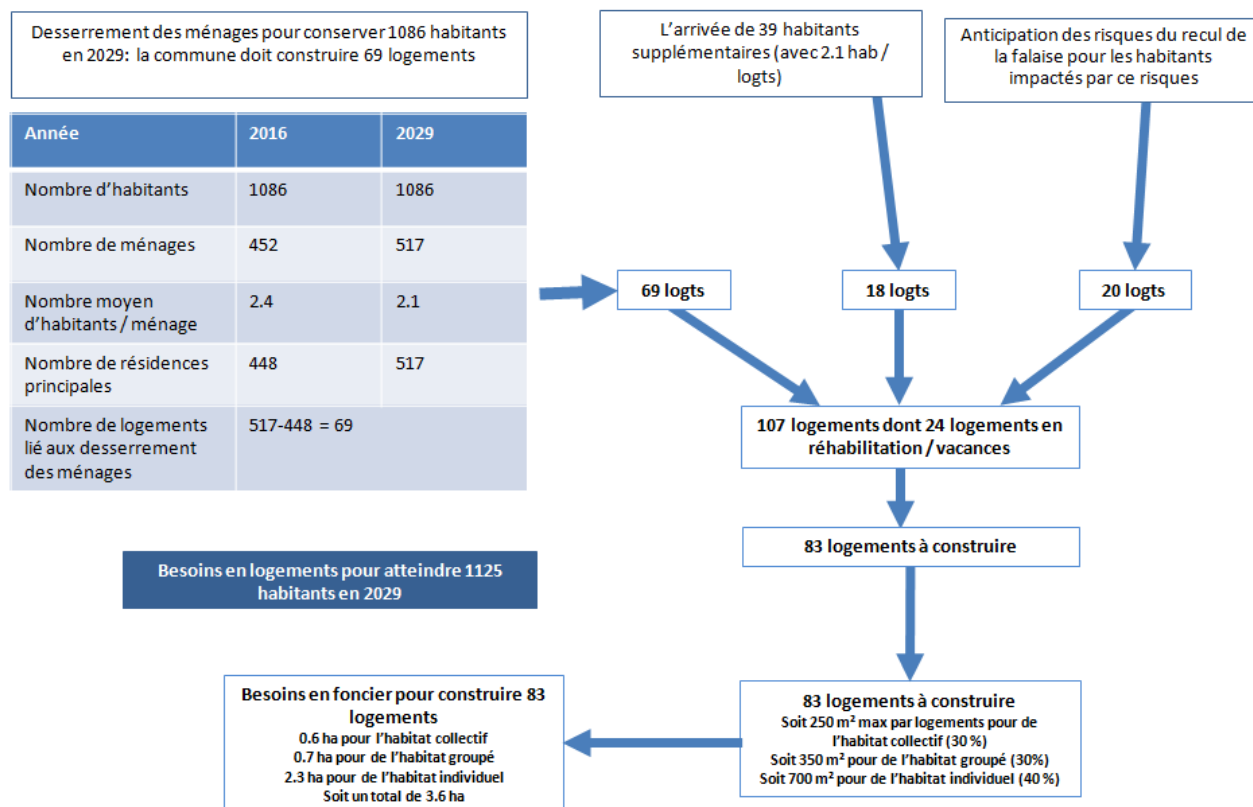 Desserrement des ménages pour conserver 1086 habitants
en 2029: la commune doit construire 69 logements
L'arrivée de 39 habitants
supplémentaires (avec 2.1 hab /
logts)
Anticipation des risques du recul de
la falaise pour les habitants
impactés par ce risques
Année 2016 2029
Nombre d'habitants 1086 1086
Nombre de ménages 452 517
Nombre moyen
d'habitants / ménage 2.4 2.1
Nombre de résidences
principales 448 517
Nombre de logements
lié aux desserrement
des ménages 517-448 = 69
69 logts
18 logts
20 logts
107 logements dont 24 logements en
réhabilitation / vacances
83 logements à construire
Besoins en logements pour atteindre 1125
habitants en 2029
83 logements à construire
Soit 250 m² max par logements pour de
l'habitat collectif (30 %)
Soit 350 m² pour de l'habitat groupé (30%)
Soit 700 m² pour de l'habitat individuel (40 %)
Besoins en foncier pour construire 83
logements
0.6 ha pour l'habitat collectif
0.7 ha pour de l'habitat groupé
2.3 ha pour de l'habitat individuel
Soit un total de 3.6 ha